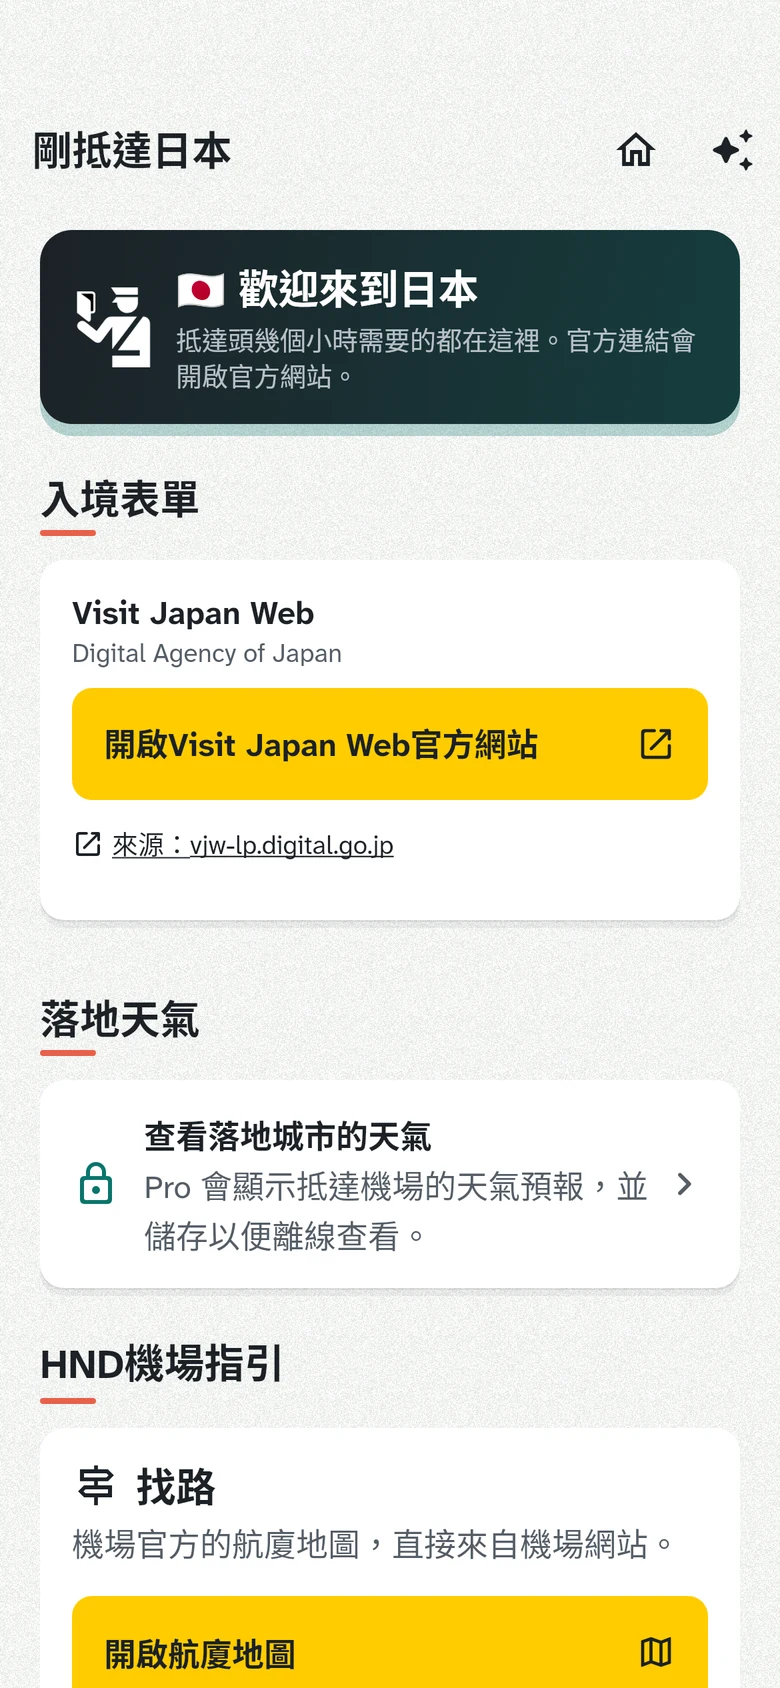 剛抵達日本
🇯🇵 歡迎來到日本
抵達頭幾個小時需要的都在這裡。官方連結會
開啟官方網站。
入境表單
Visit Japan Web
Digital Agency of Japan
開啟Visit Japan Web官方網站
來源：vjw-lp.digital.go.jp
落地天氣
查看落地城市的天氣
Pro 會顯示抵達機場的天氣預報，並
儲存以便離線查看。
HND機場指引
找路
機場官方的航廈地圖，直接來自機場網站。
開啟航廈地圖